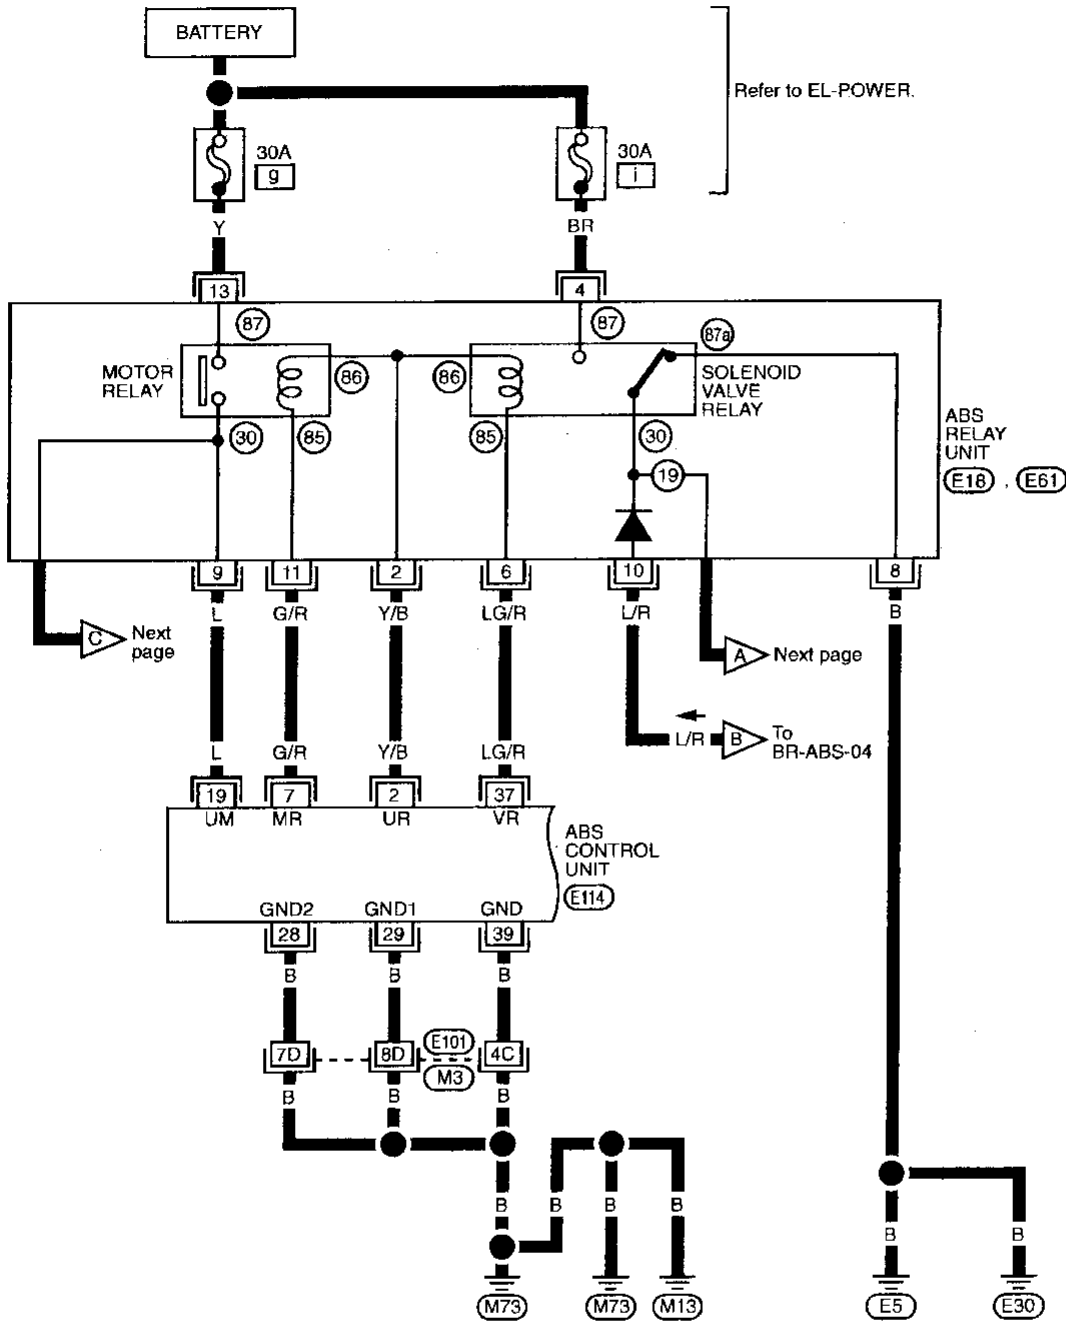 BATTERY
Refer to EL-POWER.
30A
g
30A
i
Y
BR
13
4
87
87
87a
MOTOR
RELAY
86
86
SOLENOID
VALVE
RELAY
30
85
85
30
19
ABS
RELAY
UNIT
E18 , E61
9
11
2
6
10
8
L
G/R
Y/B
LG/R
L/R
B
C
Next
page
A
Next page
L/R
B
To
BR-ABS-04
L
G/R
Y/B
LG/R
19
7
2
37
UM
MR
UR
VR
ABS
CONTROL
UNIT
E114
GND2
GND1
GND
28
29
39
B
B
B
7D
8D
E101
M3
4C
B
B
B
B
B
B
B
B
B
M73
M73
M13
E5
E30